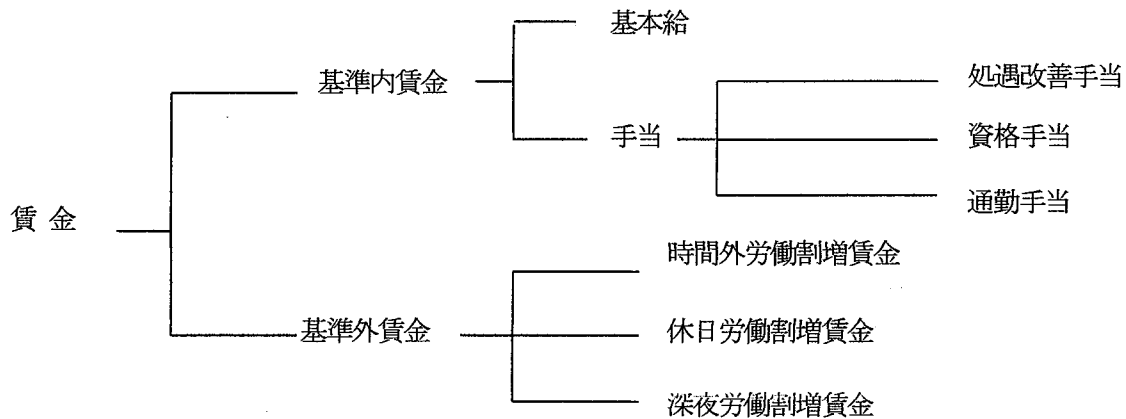 基本給
処遇改善手当
基準内賃金
手当
資格手当
通勤手当
賃金
時間外労働割増賃金
基準外賃金
休日労働割増賃金
深夜労働割増賃金